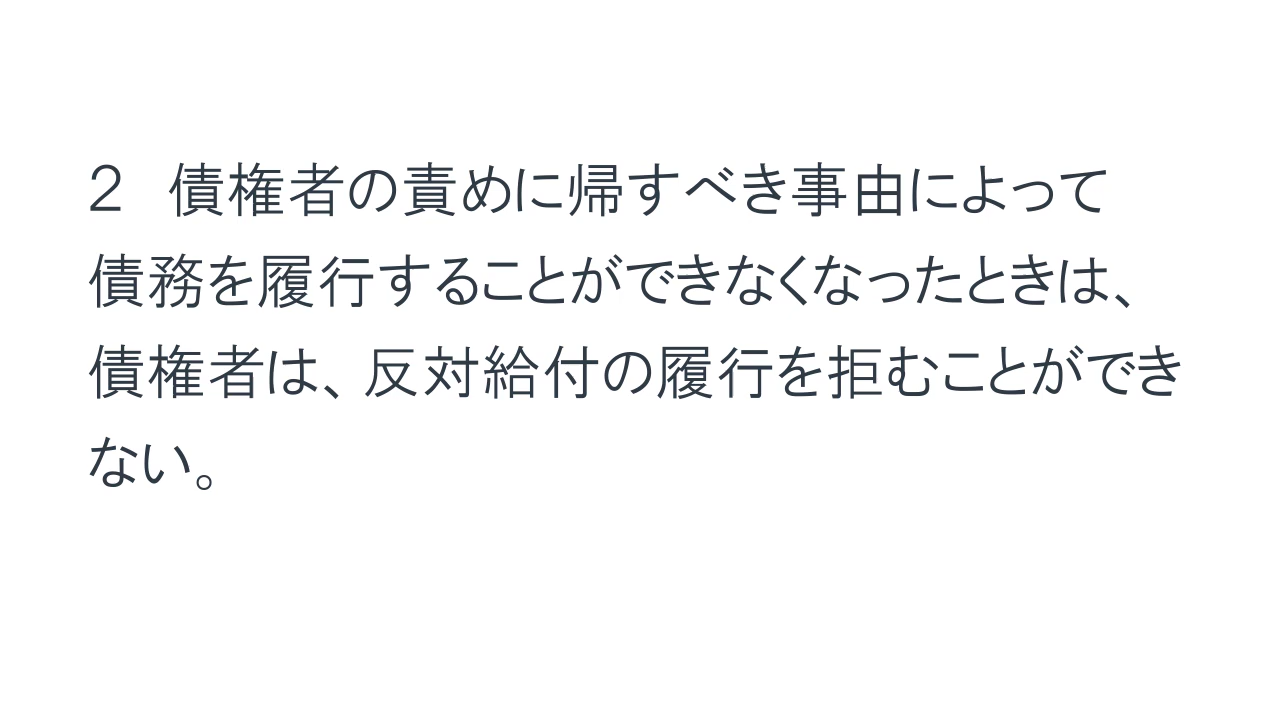 ２　債権者の責めに帰すべき事由によって
債務を履行することができなくなったときは、
債権者は、反対給付の履行を拒むことができ
ない。